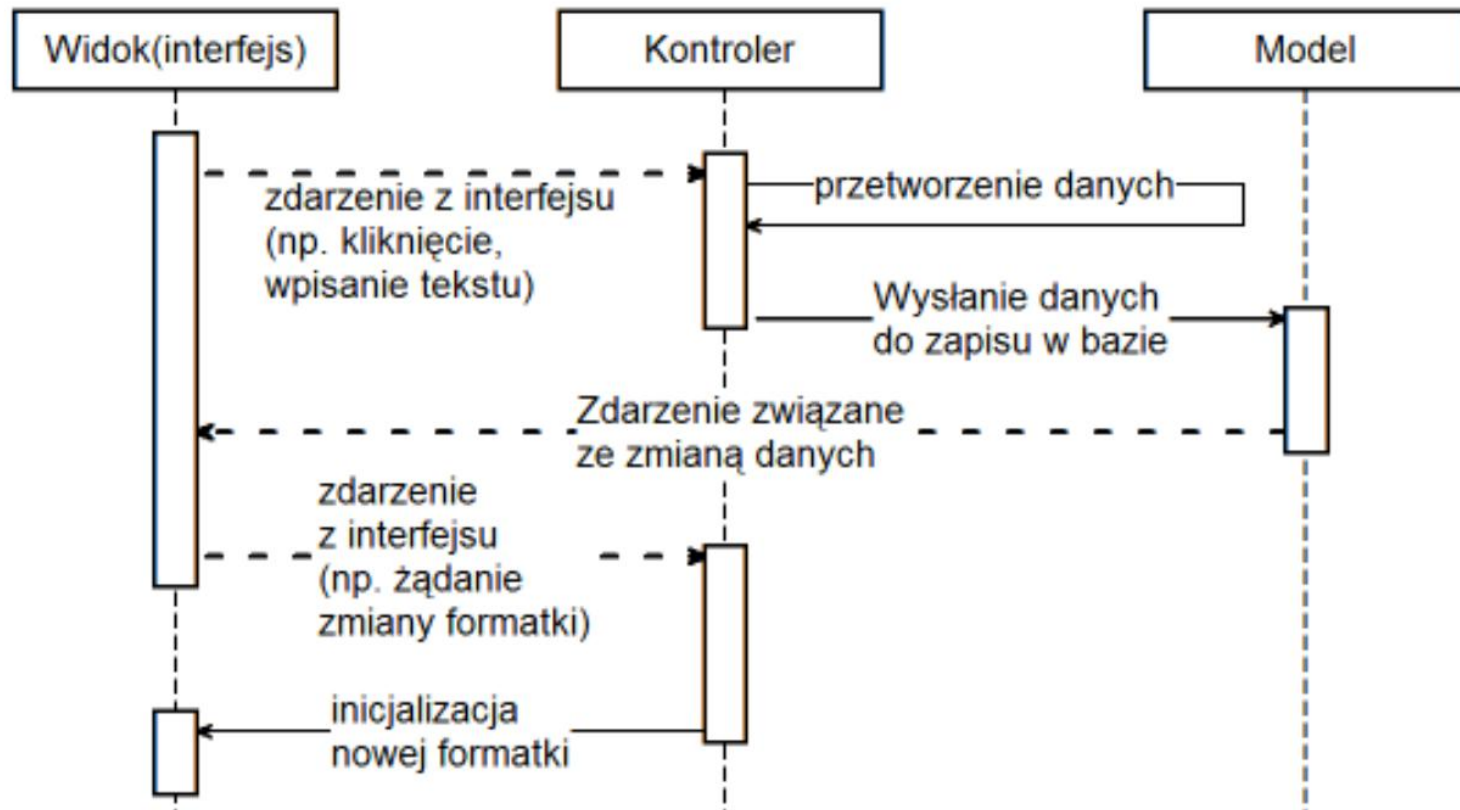 Widok(interfejs)
Kontroler
Model
zdarzenie z interfejsu
(np. kliknięcie,
wpisanie tekstu)
przetworzenie danych
Wysłanie danych
do zapisu w bazie
Zdarzenie związane
ze zmianą danych
zdarzenie
z interfejsu
(np. żądanie
zmiany formatki)
inicjalizacja
nowej formatki